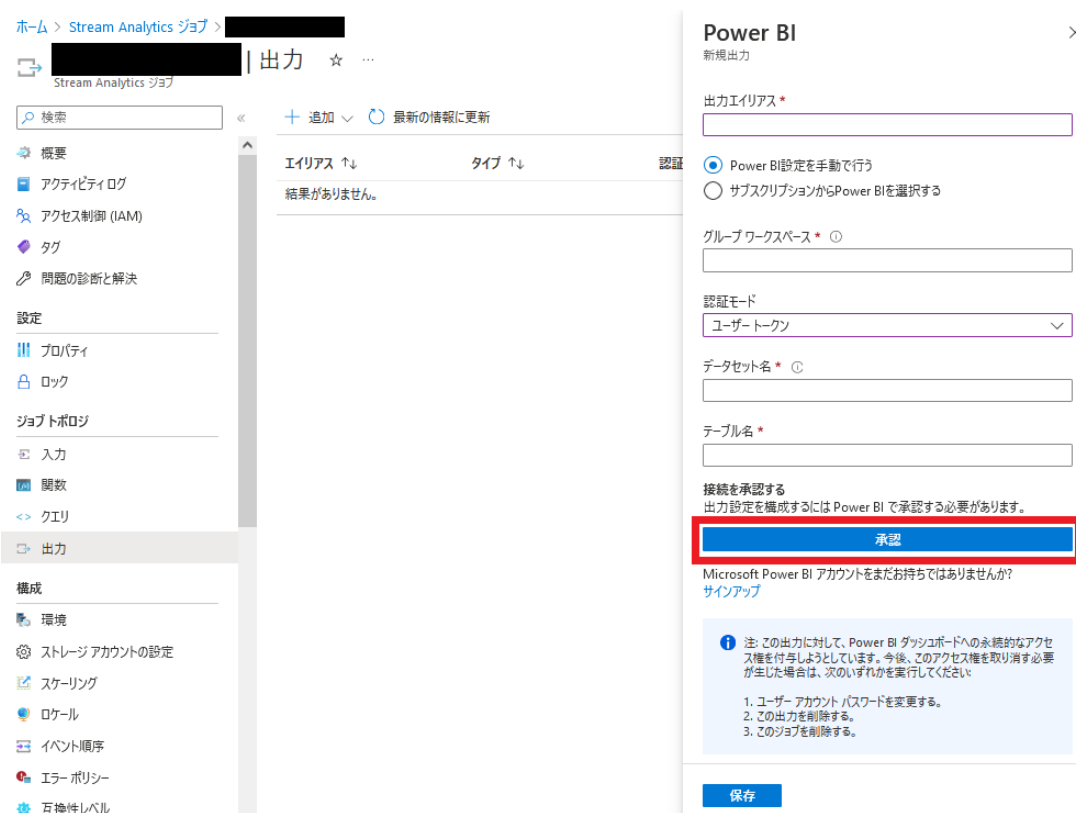 ホーム > Stream Analytics ジョブ >
| 出力 ☆ …
Stream Analytics ジョブ
検索
«
概要
アクティビティ ログ
アクセス制御 (IAM)
タグ
問題の診断と解決
設定
プロパティ
ロック
ジョブ トポロジ
入力
関数
クエリ
出力
構成
環境
ストレージ アカウントの設定
スケーリング
ロケール
イベント順序
エラー ポリシー
互換性レベル
＋ 追加 最新の情報に更新
エイリアス ↑↓ タイプ ↑↓ 認証
結果がありません。
Power BI
新規出力
出力エイリアス *
Power BI設定を手動で行う
サブスクリプションからPower BIを選択する
グループ ワークスペース *
認証モード
ユーザー トークン
データセット名 *
テーブル名 *
接続を承認する
出力設定を構成するには Power BI で承認する必要があります。
承認
Microsoft Power BI アカウントをまだお持ちではありませんか?
サインアップ
注: この出力に対して、Power BI ダッシュボードへの永続的なアクセ
ス権を付与しようとしています。今後、このアクセス権を取り消す必要
が生じた場合は、次のいずれかを実行してください:
1. ユーザー アカウント パスワードを変更する。
2. この出力を削除する。
3. このジョブを削除する。
保存